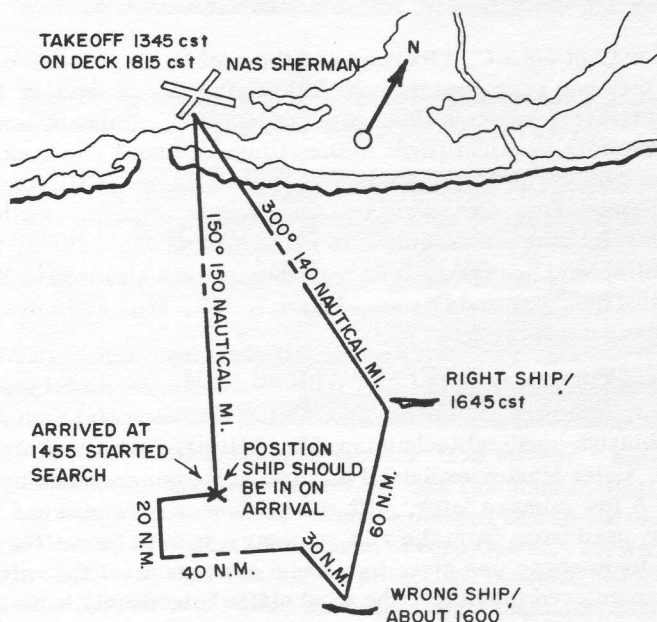 TAKEOFF 1345 cst
ON DECK 1815 cst
NAS SHERMAN
N
150° 150 NAUTICAL MI.
300° 140 NAUTICAL MI.
RIGHT SHIP/
1645 cst
ARRIVED AT
1455 STARTED
SEARCH
POSITION
SHIP SHOULD
BE IN ON
ARRIVAL
20 N.M.
40 N.M.
30 N.M.
60 N.M.
WRONG SHIP/
ABOUT 1600